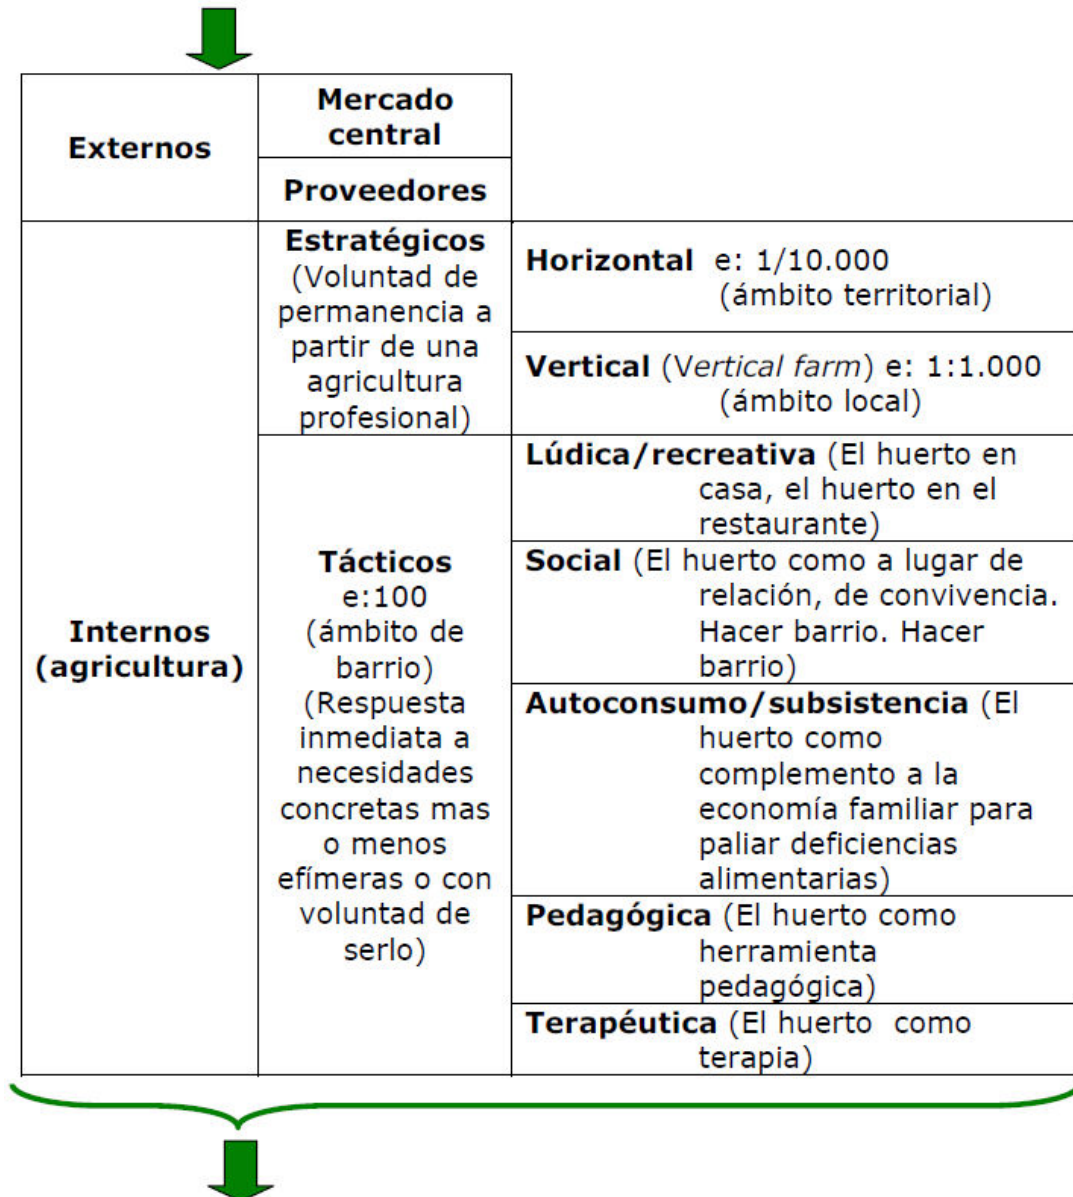 Externos
Mercado
central
Proveedores
Internos
(agricultura)
Estratégicos
(Voluntad de
permanencia a
partir de una
agricultura
profesional)
Horizontal e: 1/10.000
(ámbito territorial)
Vertical (Vertical farm) e: 1:1.000
(ámbito local)
Tácticos
e:100
(ámbito de
barrio)
(Respuesta
inmediata a
necesidades
concretas mas
o menos
efímeras o con
voluntad de
serlo)
Lúdica/recreativa (El huerto en
casa, el huerto en el
restaurante)
Social (El huerto como a lugar de
relación, de convivencia.
Hacer barrio. Hacer
barrio)
Autoconsumo/subsistencia (El
huerto como
complemento a la
economía familiar para
paliar deficiencias
alimentarias)
Pedagógica (El huerto como
herramienta
pedagógica)
Terapéutica (El huerto como
terapia)